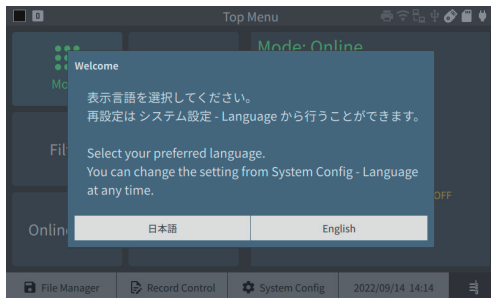 0
Top Menu
Mode: Online
Welcome
表示言語を選択してください。
再設定は システム設定 - Language から行うことができます。
Select your preferred language.
You can change the setting from System Config - Language
at any time.
OFF
Online
日本語
English
File Manager
Record Control
System Config
2022/09/14 14:14